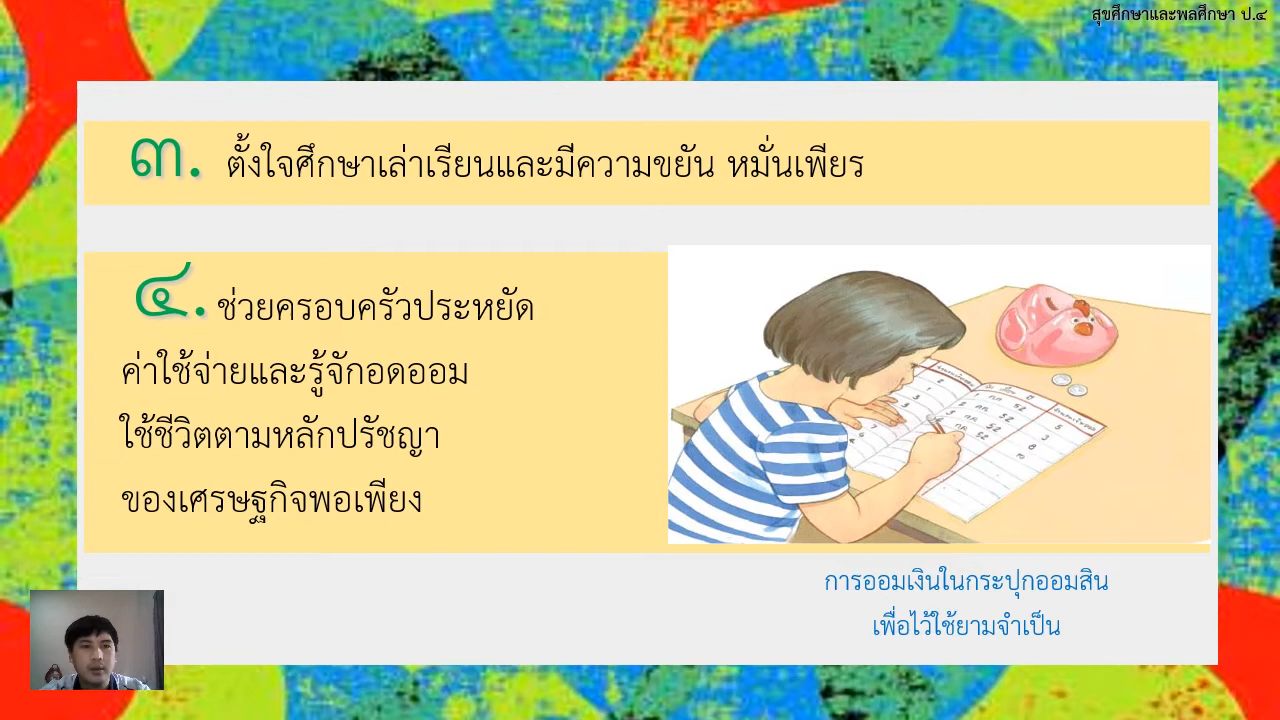 สุขศึกษาและพลศึกษา ป.๔
๓. ตั้งใจศึกษาเล่าเรียนและมีความขยัน หมั่นเพียร
๔. ช่วยครอบครัวประหยัด
ค่าใช้จ่ายและรู้จักอดออม
ใช้ชีวิตตามหลักปรัชญา
ของเศรษฐกิจพอเพียง
การออมเงินในกระปุกออมสิน
เพื่อไว้ใช้ยามจำเป็น